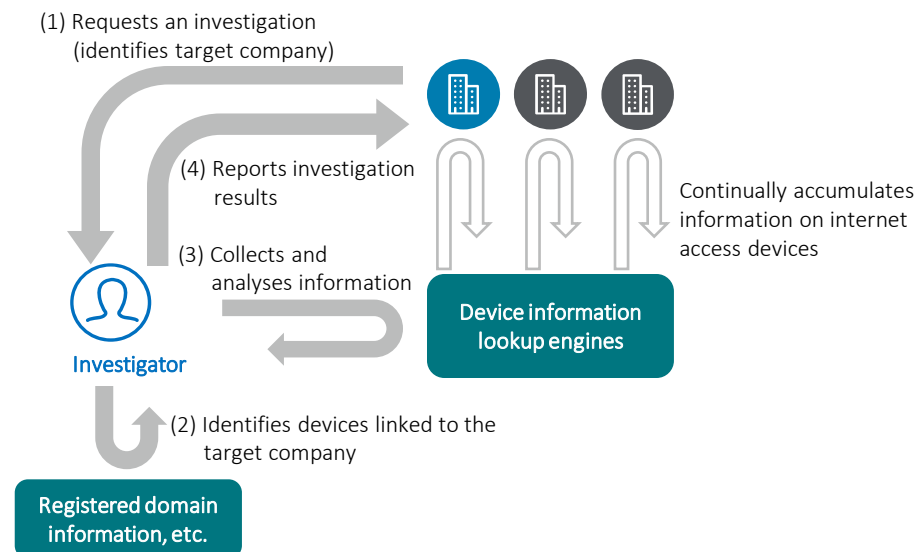 (1) Requests an investigation
(identifies target company)
(4) Reports investigation
results
Continually accumulates
information on internet
access devices
(3) Collects and
analyses information
Device information
lookup engines
Investigator
(2) Identifies devices linked to the
target company
Registered domain
information, etc.